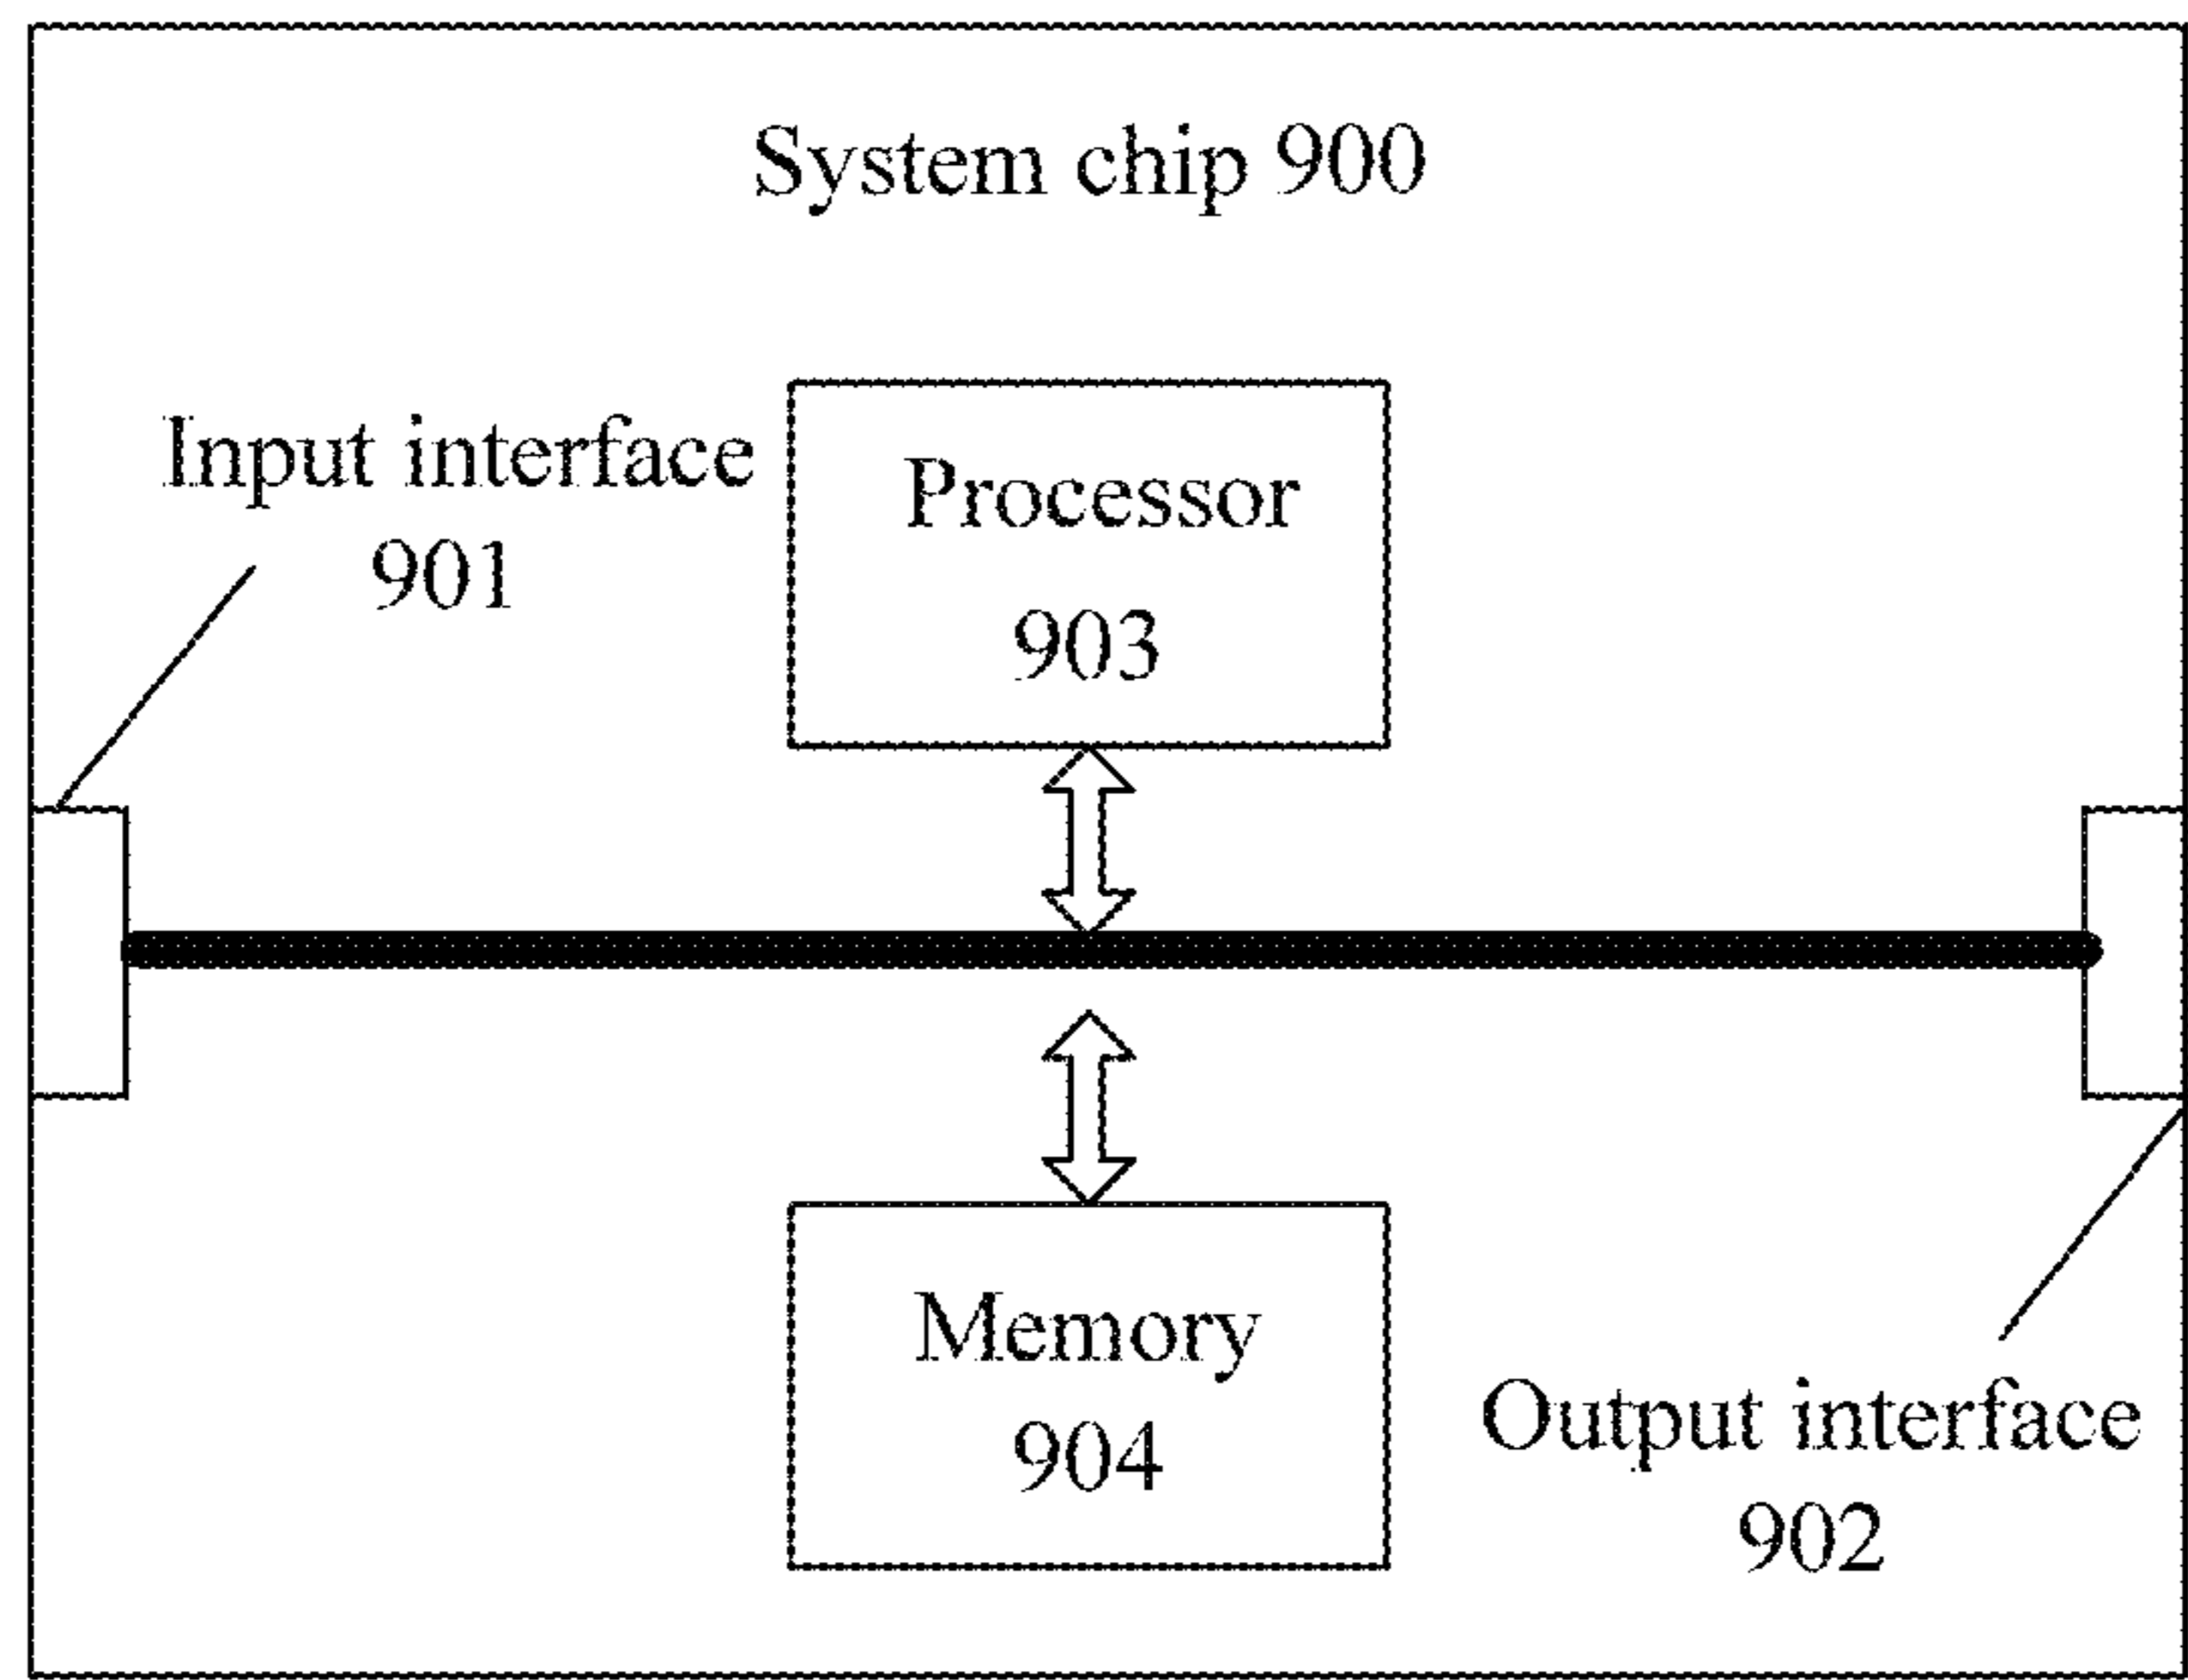 System chip 900
Input interface
901
Processor
903
Memory
904
Output interface
902